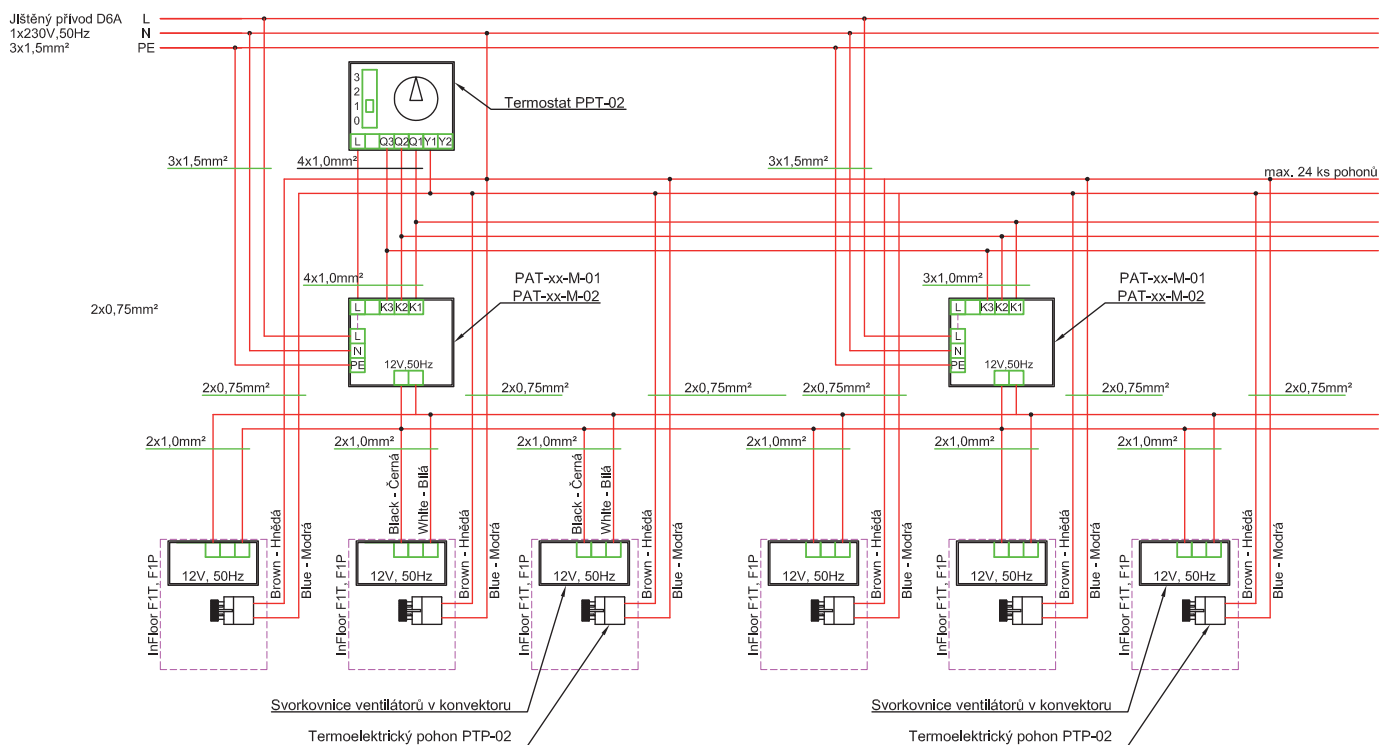 Jištěný přívod D6A L
1x230V,50Hz N
3x1,5mm² PE
3
2
1
0
Termostat PPT-02
L Q3 Q2 Q1 Y1 Y2
3x1,5mm² 4x1,0mm² 3x1,5mm²
max. 24 ks pohonů
4x1,0mm² PAT-xx-M-01 3x1,0mm² PAT-xx-M-01
PAT-xx-M-02 PAT-xx-M-02
2x0,75mm²
L K3 K2 K1 L K3 K2 K1
L L
N N
PE 12V,50Hz PE 12V,50Hz
2x0,75mm² 2x0,75mm² 2x0,75mm² 2x0,75mm² 2x0,75mm² 2x0,75mm²
2x1,0mm² 2x1,0mm² 2x1,0mm² 2x1,0mm² 2x1,0mm² 2x1,0mm²
Black - Černá
White - Bílá
Black - Černá
White - Bílá
InFloor F1T, F1P
12V, 50Hz
Brown - Hnědá
Blue - Modrá
InFloor F1T, F1P
12V, 50Hz
Brown - Hnědá
Blue - Modrá
InFloor F1T, F1P
12V, 50Hz
Brown - Hnědá
Blue - Modrá
InFloor F1T, F1P
12V, 50Hz
Brown - Hnědá
Blue - Modrá
InFloor F1T, F1P
12V, 50Hz
Brown - Hnědá
Blue - Modrá
InFloor F1T, F1P
12V, 50Hz
Brown - Hnědá
Blue - Modrá
Svorkovnice ventilátorů v konvektoru Svorkovnice ventilátorů v konvektoru
Termoelektrický pohon PTP-02 Termoelektrický pohon PTP-02